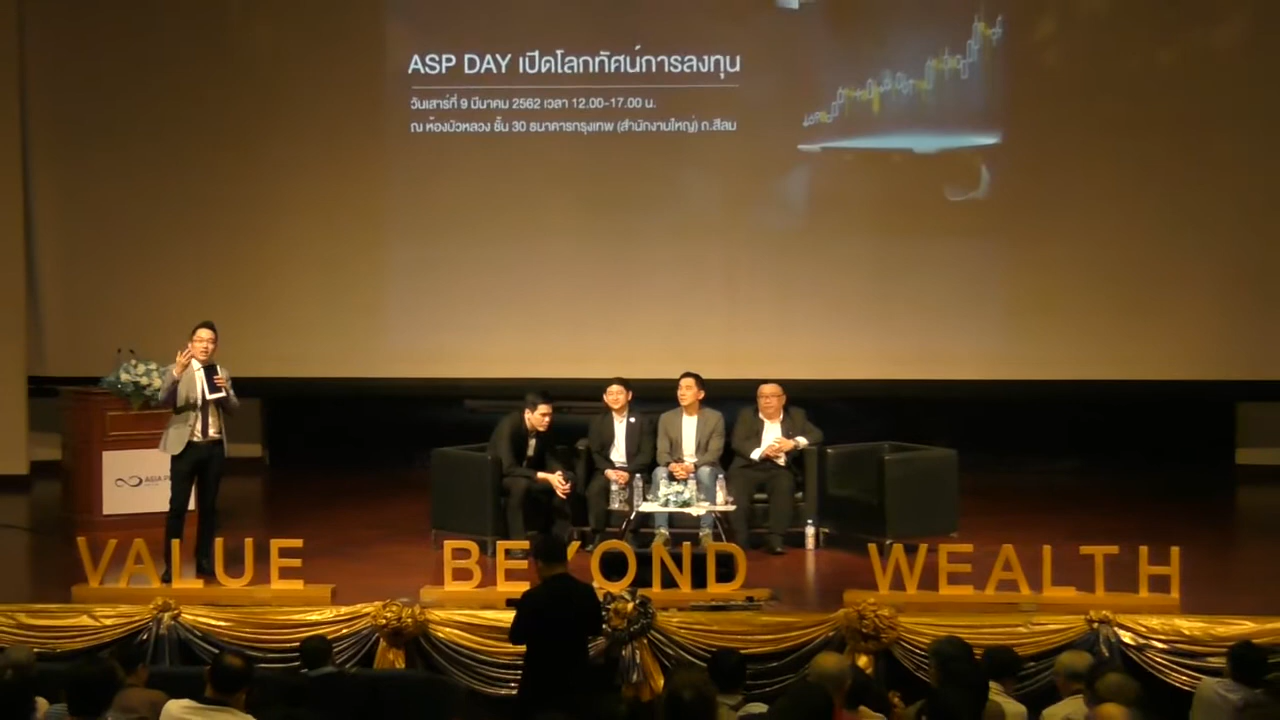 ASP DAY เปิดโลกทัศน์การลงทุน
วันเสาร์ที่ 9 มีนาคม 2562 เวลา 12.00-17.00 น.
ณ ห้องบัวหลวง ชั้น 30 ธนาคารกรุงเทพ (สำนักงานใหญ่) ถ.สีลม
ASIA
VALUE BEYOND WEALTH